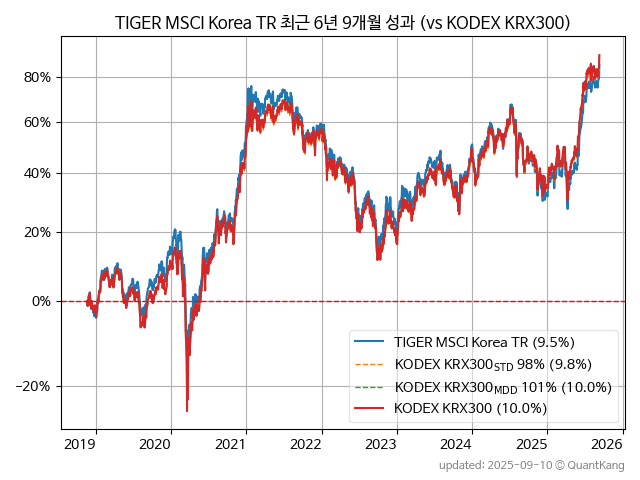 TIGER MSCI Korea TR 최근 6년 9개월 성과 (vs KODEX KRX300)
80%
60%
40%
20%
0%
−20%
TIGER MSCI Korea TR (9.5%)
KODEX KRX300STD 98% (9.8%)
KODEX KRX300MDD 101% (10.0%)
KODEX KRX300 (10.0%)
2019 2020 2021 2022 2023 2024 2025 2026
updated: 2025-09-10 © QuantKang